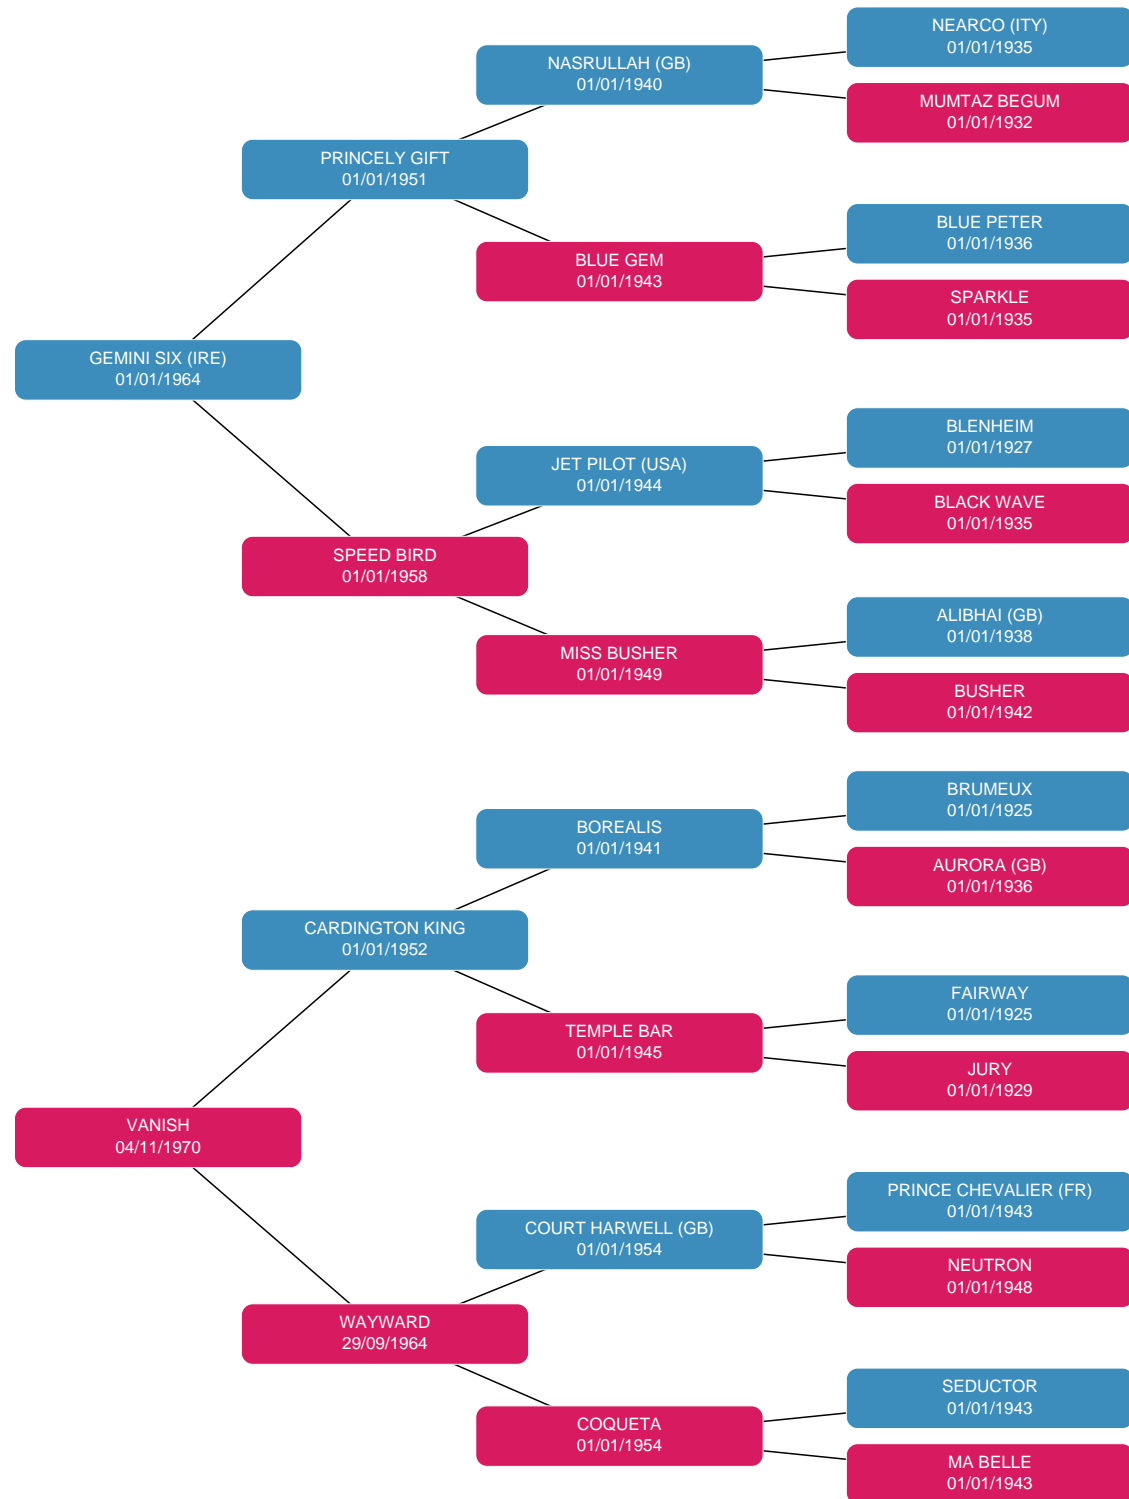 NEARCO (ITY)
01/01/1935
NASRULLAH (GB)
01/01/1940
MUMTAZ BEGUM
01/01/1932
PRINCELY GIFT
01/01/1951
BLUE PETER
01/01/1936
BLUE GEM
01/01/1943
SPARKLE
01/01/1935
GEMINI SIX (IRE)
01/01/1964
BLENHEIM
01/01/1927
JET PILOT (USA)
01/01/1944
BLACK WAVE
01/01/1935
SPEED BIRD
01/01/1958
ALIBHAI (GB)
01/01/1938
MISS BUSHER
01/01/1949
BUSHER
01/01/1942
BRUMEUX
01/01/1925
BOREALIS
01/01/1941
AURORA (GB)
01/01/1936
CARDINGTON KING
01/01/1952
FAIRWAY
01/01/1925
TEMPLE BAR
01/01/1945
JURY
01/01/1929
VANISH
04/11/1970
PRINCE CHEVALIER (FR)
01/01/1943
COURT HARWELL (GB)
01/01/1954
NEUTRON
01/01/1948
WAYWARD
29/09/1964
SEDUCTOR
01/01/1943
COQUETA
01/01/1954
MA BELLE
01/01/1943